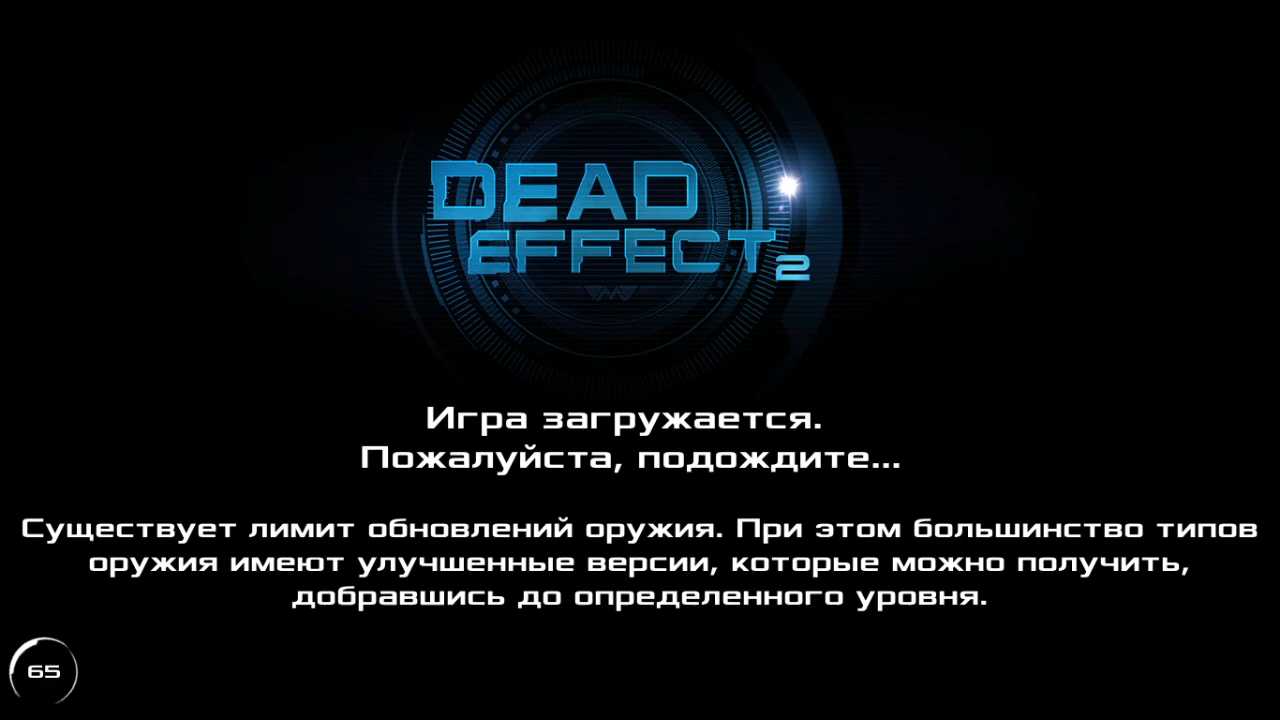 DEAD
EFFECT 2
Игра загружается.
Пожалуйста, подождите...
Существует лимит обновлений оружия. При этом большинство типов
оружия имеют улучшенные версии, которые можно получить,
добравшись до определенного уровня.
65